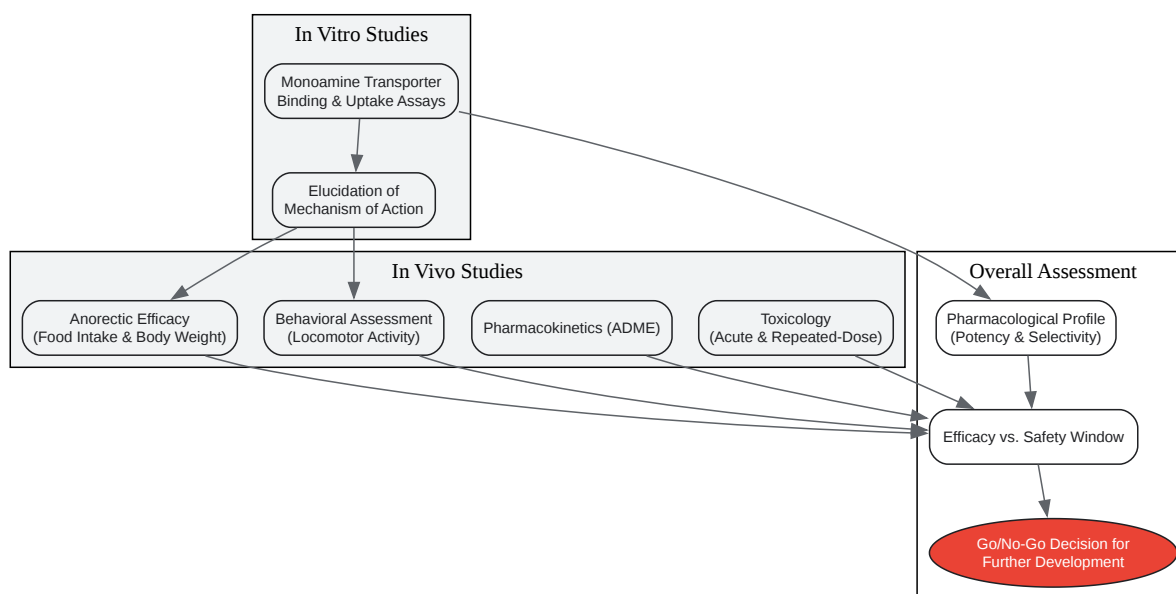 In Vitro Studies
Monoamine Transporter
Binding & Uptake Assays
Elucidation of
Mechanism of Action
In Vivo Studies
Anorectic Efficacy
(Food Intake & Body Weight)
Behavioral Assessment
(Locomotor Activity)
Pharmacokinetics (ADME)
Toxicology
(Acute & Repeated-Dose)
Overall Assessment
Pharmacological Profile
(Potency & Selectivity)
Efficacy vs. Safety Window
Go/No-Go Decision for
Further Development